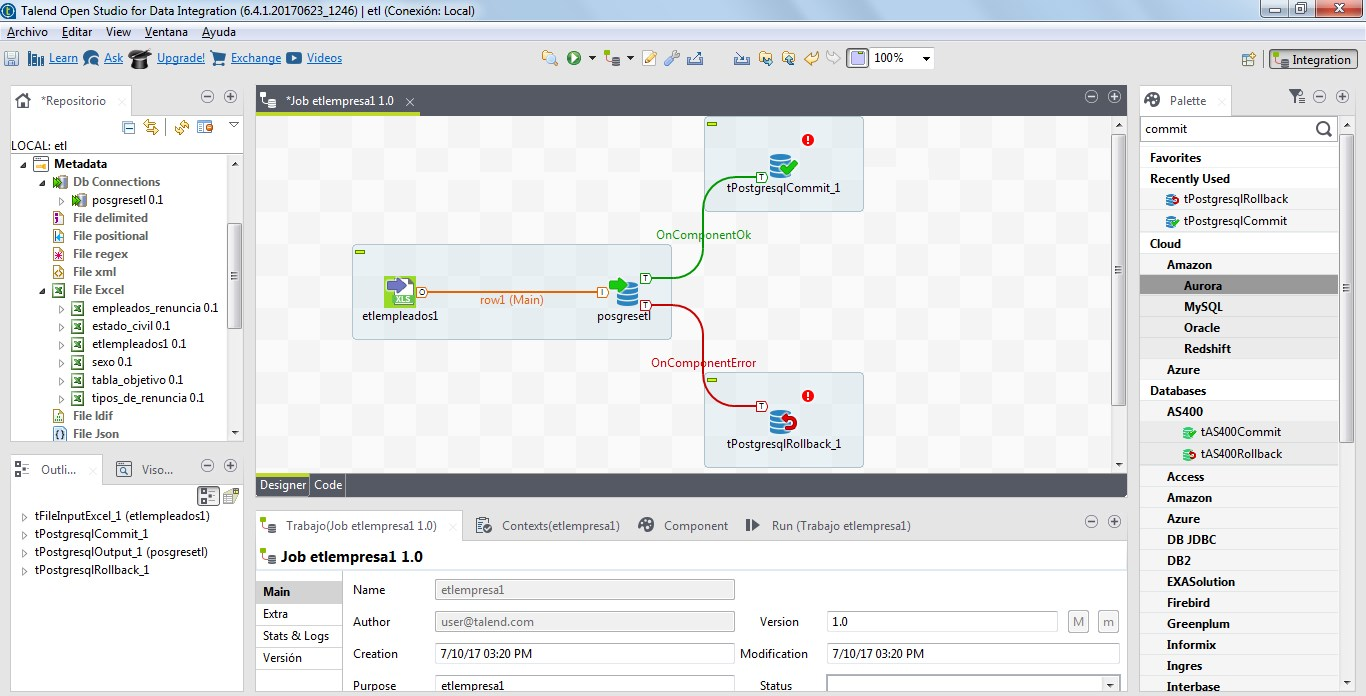 Talend Open Studio for Data Integration (6.4.1.20170623_1246) | etl (Conexión: Local)
Archivo Editar View Ventana Ayuda
Learn Ask Upgrade! Exchange Videos 100% Integration
*Repositorio
LOCAL: etl
Metadata
Db Connections
posgresetl 0.1
File delimited
File positional
File regex
File xml
File Excel
empleados_renuncia 0.1
estado_civil 0.1
etlempleados1 0.1
sexo 0.1
tabla_objetivo 0.1
tipos_de_renuncia 0.1
File ldif
File Json
Outli... Viso...
tFileInputExcel_1 (etlempleados1)
tPostgresqlCommit_1
tPostgresqlOutput_1 (posgresetl)
tPostgresqlRollback_1
*Job etlempresa1 1.0
T
tPostgresqlCommit_1
OnComponentOk
XLS
O
row1 (Main)
I
T
T
etlempleados1
posgresetl
OnComponentError
T
tPostgresqlRollback_1
Designer Code
Trabajo(Job etlempresa1 1.0) Contexts(etlempresa1) Component Run (Trabajo etlempresa1)
Job etlempresa1 1.0
Main
Extra
Stats & Logs
Versión
Name etlempresa1
Author user@talend.com Version 1.0 M m
Creation 7/10/17 03:20 PM Modification 7/10/17 03:20 PM
Purpose etlempresa1 Status
Palette
commit
Favorites
Recently Used
tPostgresqlRollback
tPostgresqlCommit
Cloud
Amazon
Aurora
MySQL
Oracle
Redshift
Azure
Databases
AS400
tAS400Commit
tAS400Rollback
Access
Amazon
Azure
DB JDBC
DB2
EXASolution
Firebird
Greenplum
Informix
Ingres
Interbase